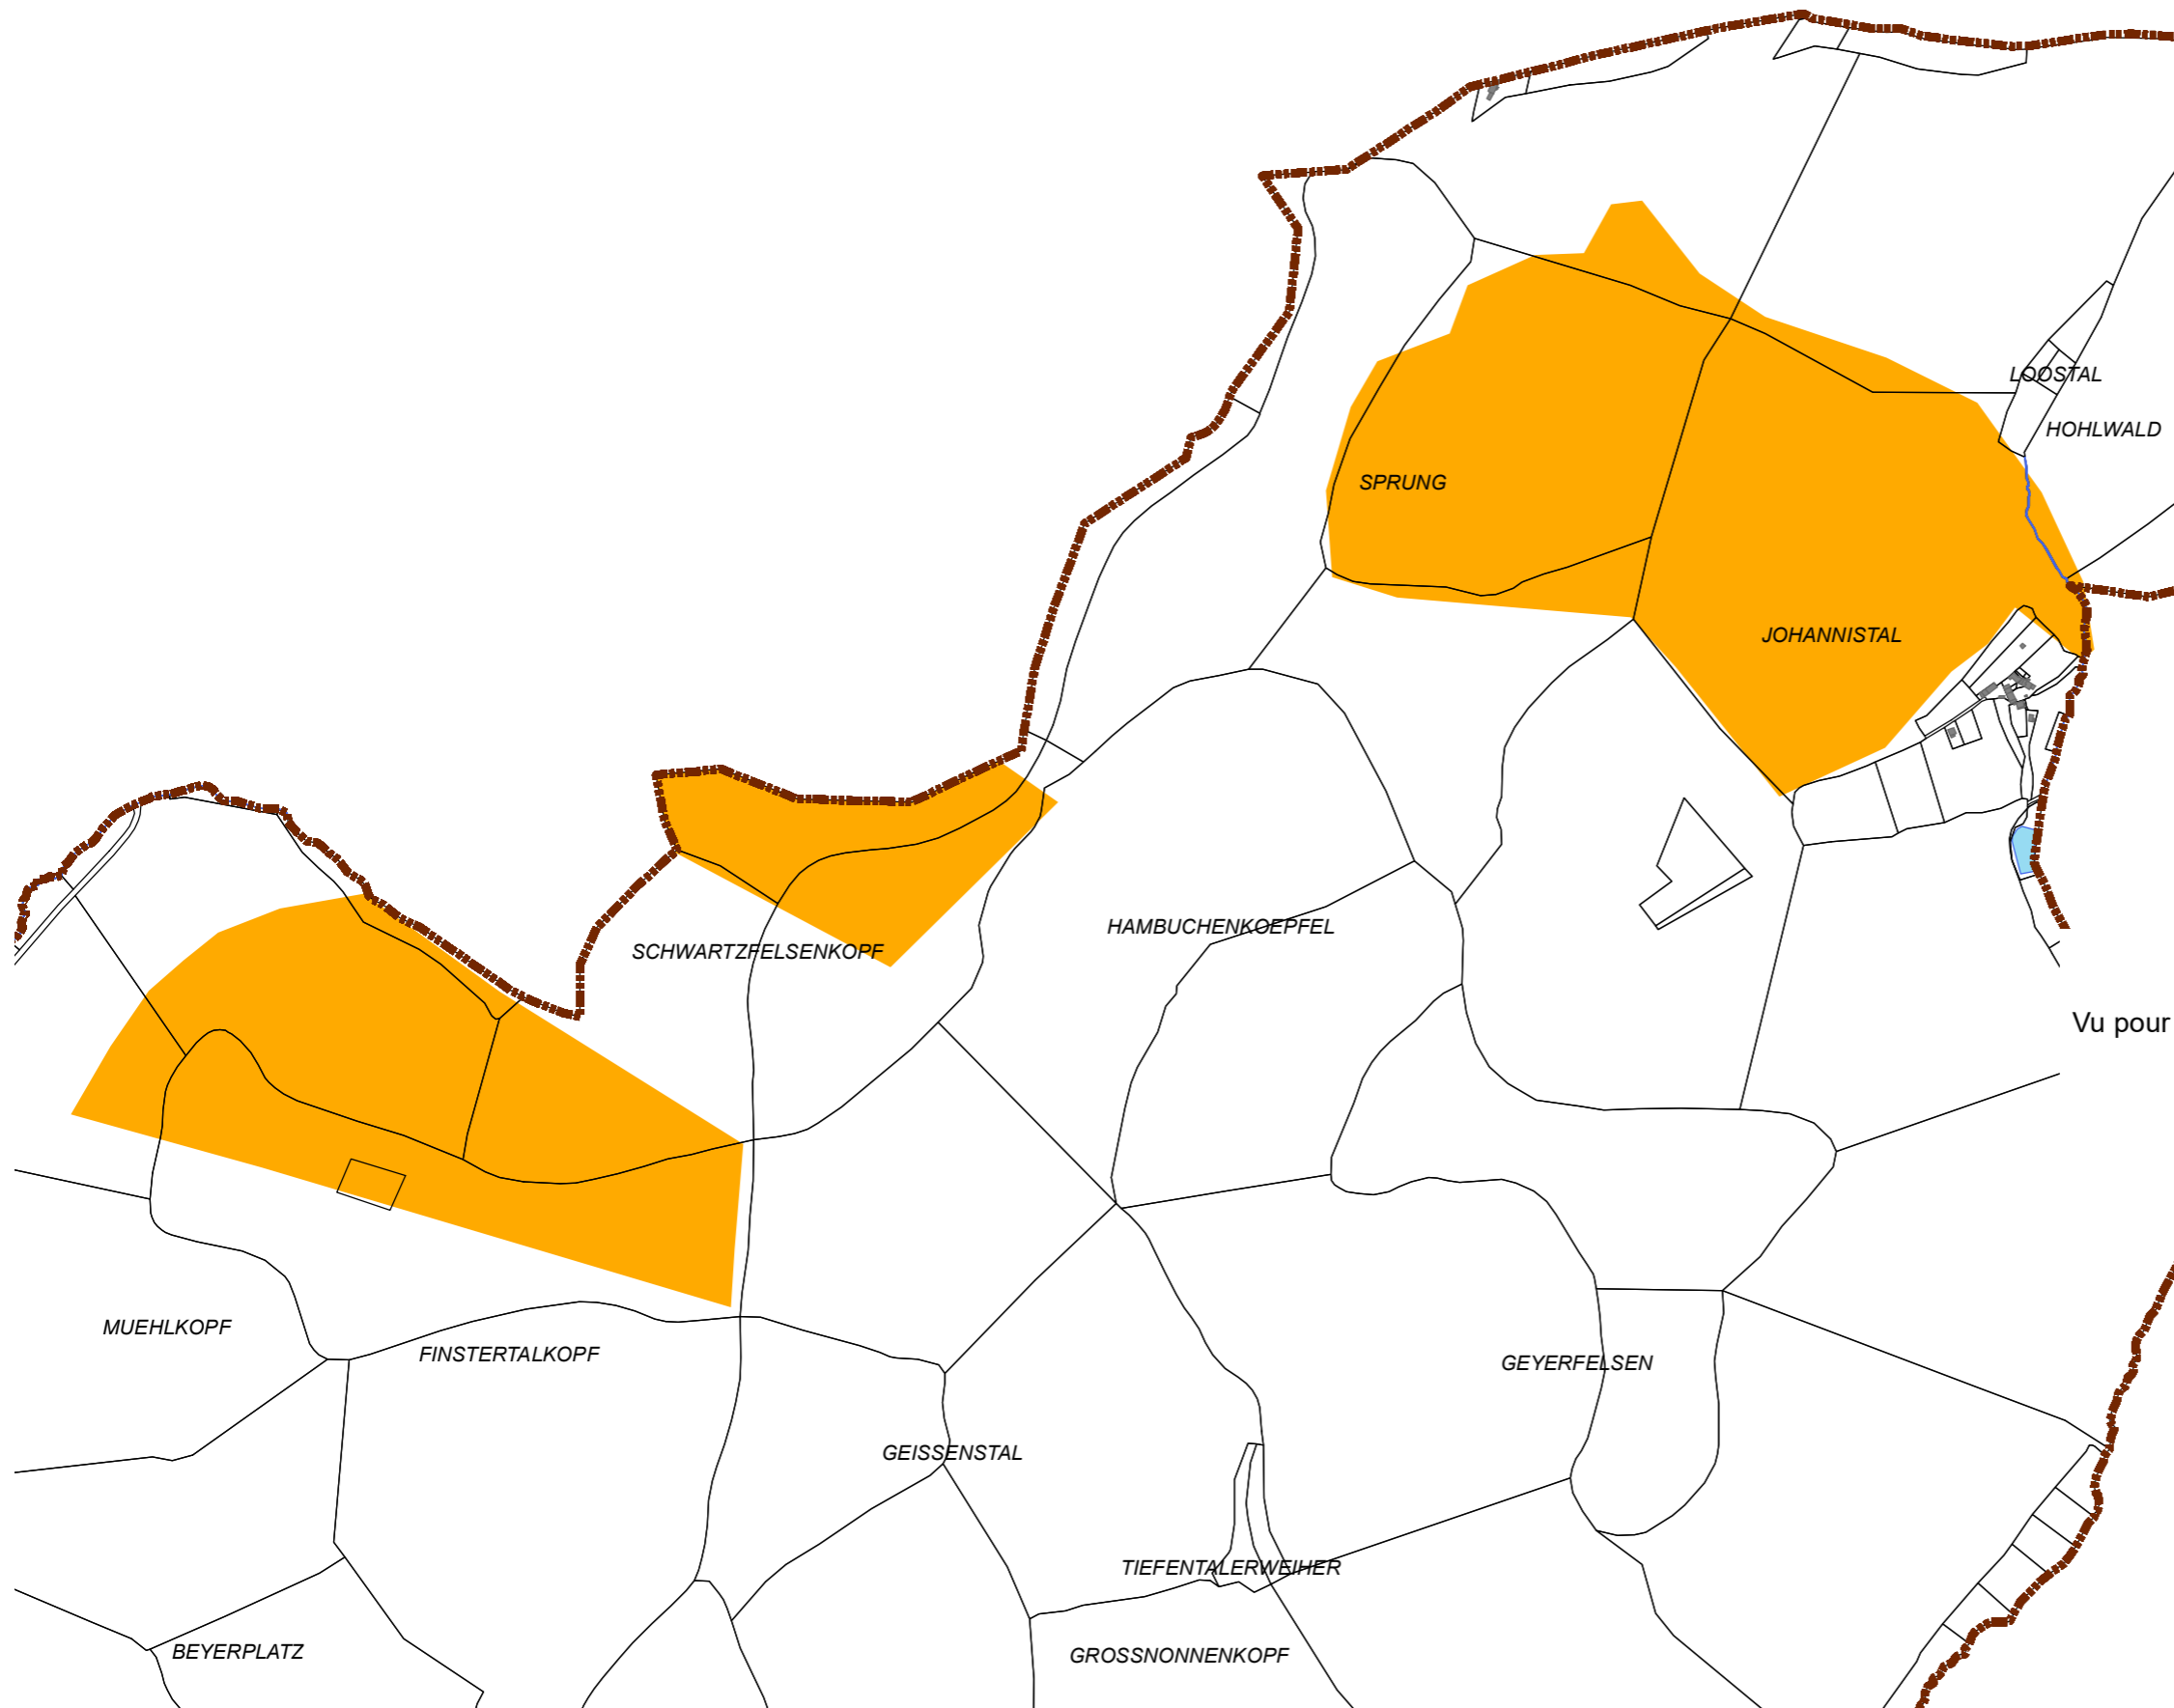 LOOSTAL
HOHLWALD
SPRUNG
JOHANNISTAL
HAMBUCHENKOEPFEL
SCHWARTZFELSENKOPF
Vu pour
MUEHLKOPF
FINSTERTALKOPF
GEYERFELSEN
GEISSENSTAL
TIEFENTALERWEIHER
BEYERPLATZ
GROSSNONNENKOPF